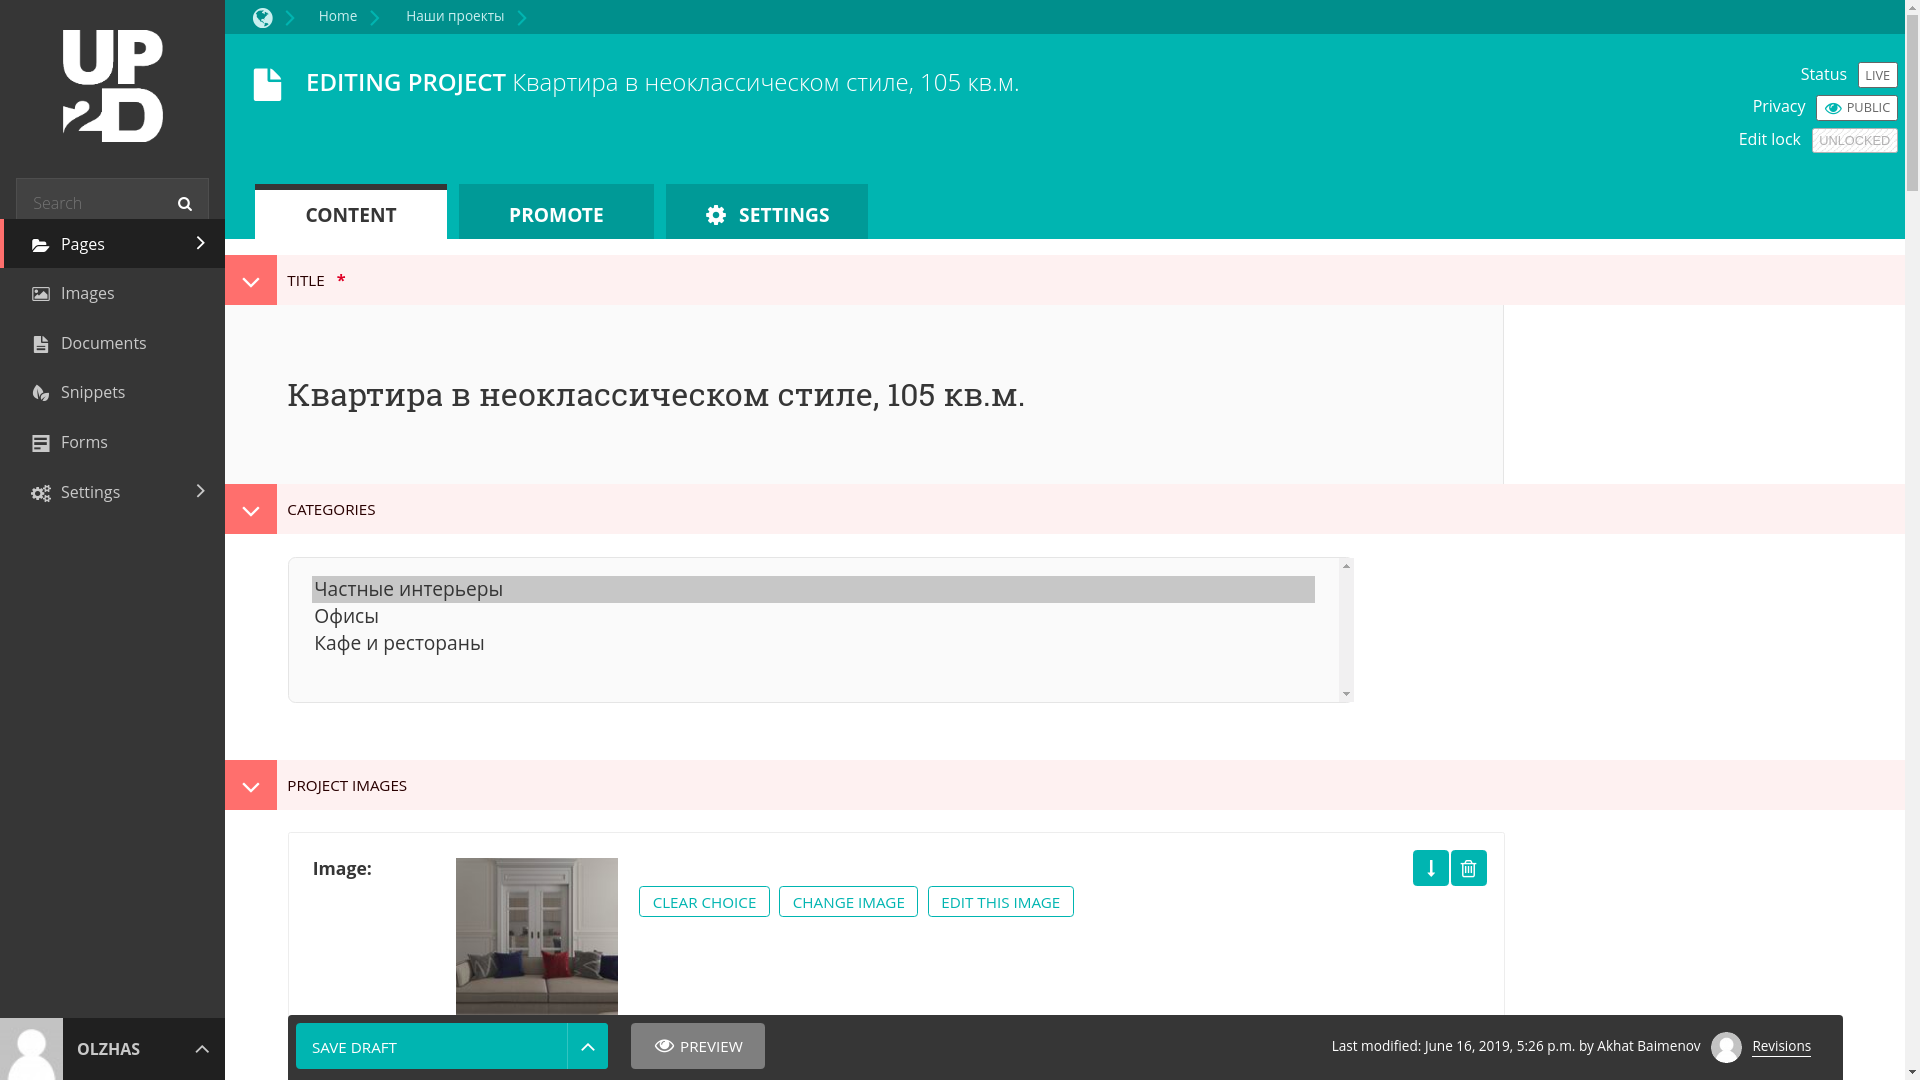 UP
2D
Search
Pages
Images
Documents
Snippets
Forms
Settings
OLZHAS
Home
Наши проекты
EDITING PROJECT Квартира в неоклассическом стиле, 105 кв.м.
Status LIVE
Privacy PUBLIC
Edit lock UNLOCKED
CONTENT
PROMOTE
SETTINGS
TITLE *
Квартира в неоклассическом стиле, 105 кв.м.
CATEGORIES
Частные интерьеры
Офисы
Кафе и рестораны
PROJECT IMAGES
Image:
CLEAR CHOICE
CHANGE IMAGE
EDIT THIS IMAGE
SAVE DRAFT
PREVIEW
Last modified: June 16, 2019, 5:26 p.m. by Akhat Baimenov
Revisions